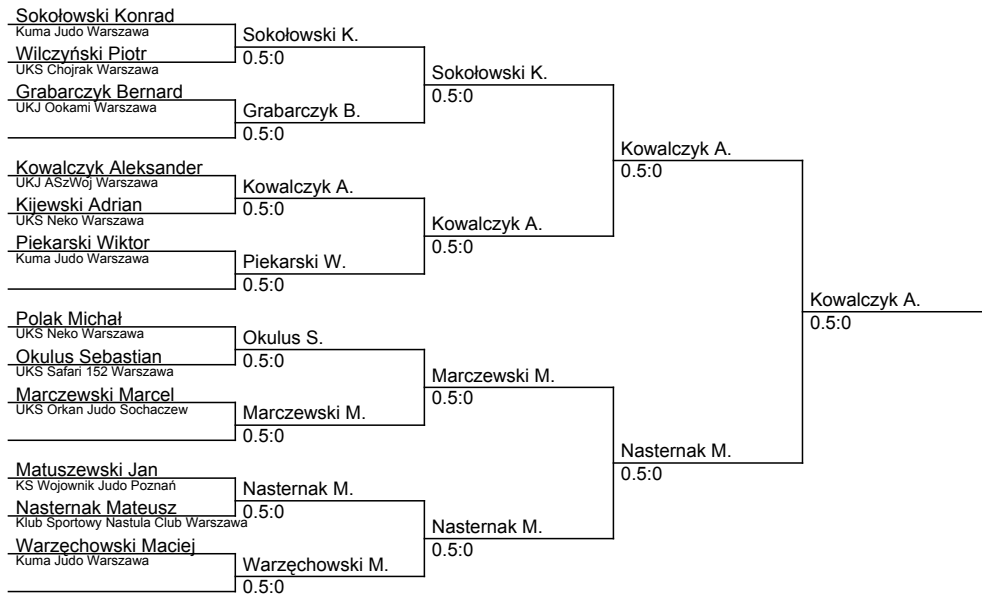 Sokołowski Konrad
Kuma Judo Warszawa
Sokołowski K.
Wilczyński Piotr
0.5:0
UKS Chojrak Warszawa
Sokołowski K.
Grabarczyk Bernard
0.5:0
UKJ Ookami Warszawa
Grabarczyk B.
0.5:0
Kowalczyk A.
Kowalczyk Aleksander
0.5:0
UKJ ASzWoj Warszawa
Kowalczyk A.
Kijewski Adrian
0.5:0
UKS Neko Warszawa
Kowalczyk A.
Piekarski Wiktor
0.5:0
Kuma Judo Warszawa
Piekarski W.
0.5:0
Kowalczyk A.
Polak Michał
0.5:0
UKS Neko Warszawa
Okulus S.
Okulus Sebastian
0.5:0
UKS Safari 152 Warszawa
Marczewski M.
Marczewski Marcel
0.5:0
UKS Orkan Judo Sochaczew
Marczewski M.
0.5:0
Nasternak M.
Matuszewski Jan
0.5:0
KS Wojownik Judo Poznań
Nasternak M.
Nasternak Mateusz
0.5:0
Klub Sportowy Nastula Club Warszawa
Nasternak M.
Warzęchowski Maciej
0.5:0
Kuma Judo Warszawa
Warzęchowski M.
0.5:0